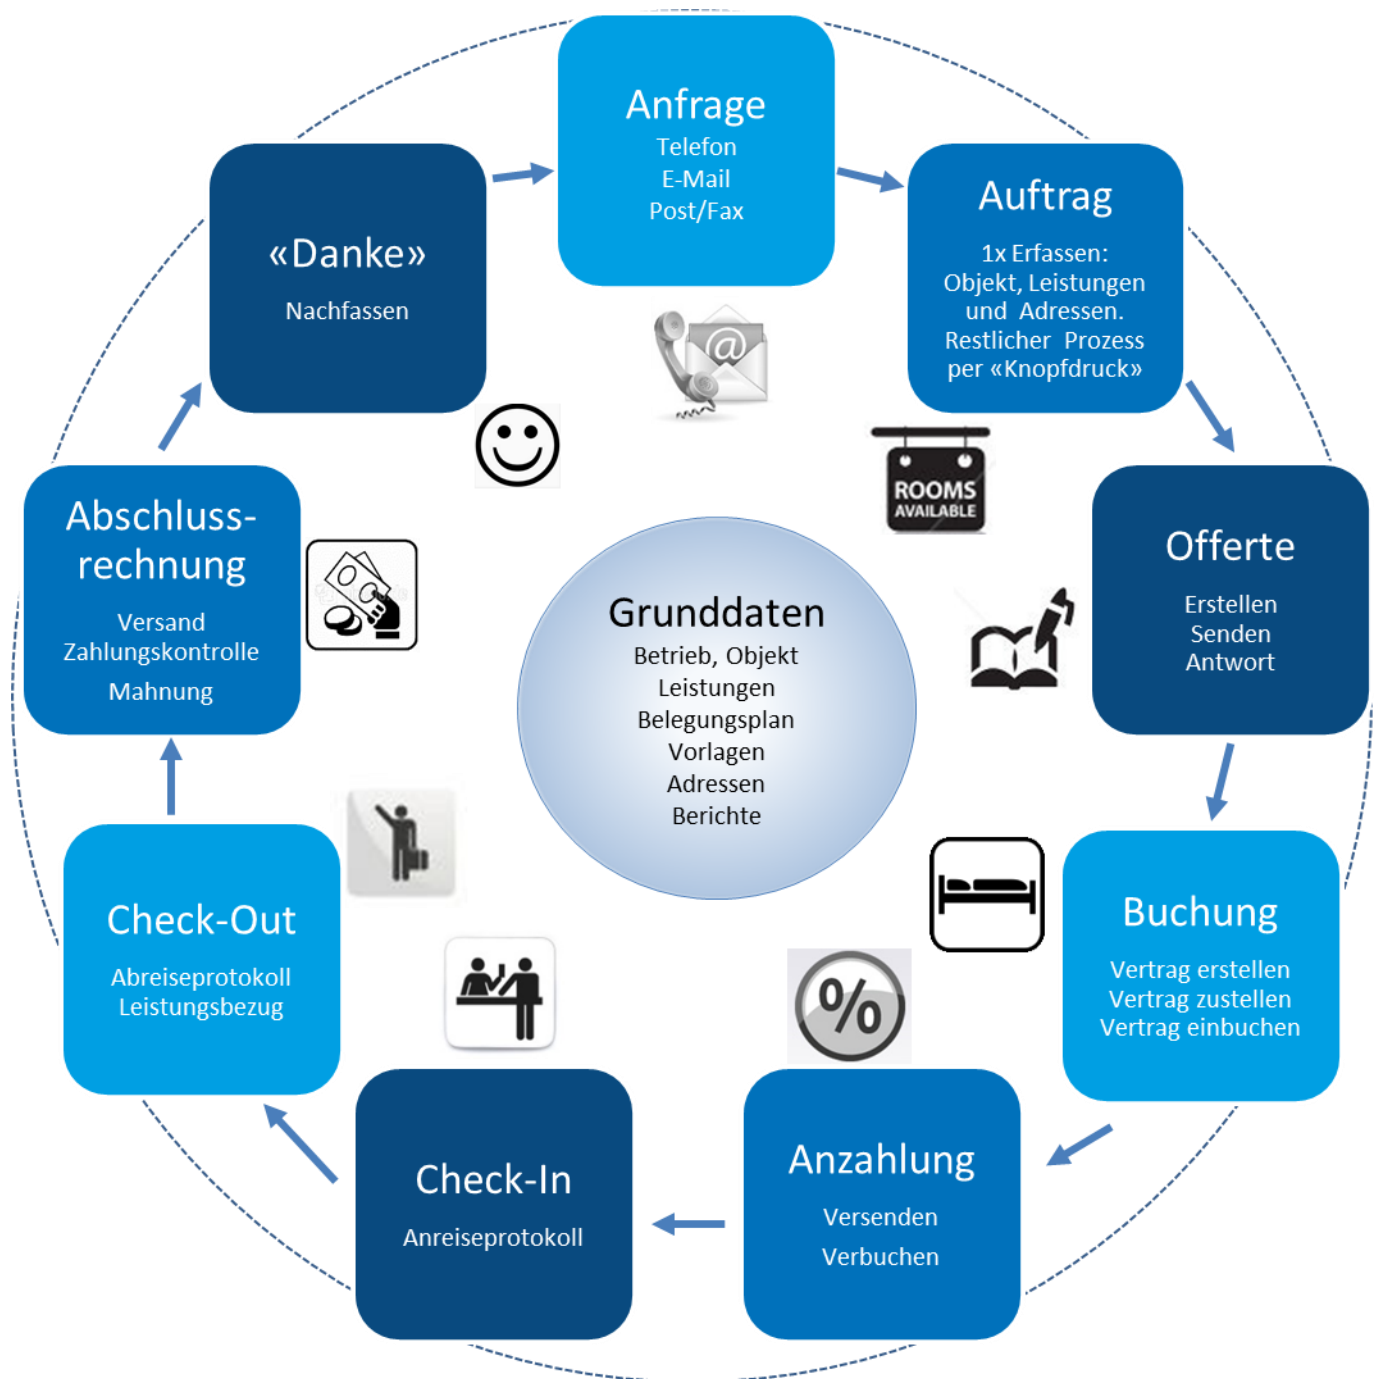 Anfrage
Telefon
E-Mail
Post/Fax
Auftrag
1x Erfassen:
Objekt, Leistungen
und Adressen.
Restlicher Prozess
per «Knopfdruck»
ROOMS
AVAILABLE
Offerte
Erstellen
Senden
Antwort
Buchung
Vertrag erstellen
Vertrag zustellen
Vertrag einbuchen
%
Anzahlung
Versenden
Verbuchen
Check-In
Anreiseprotokoll
Check-Out
Abreiseprotokoll
Leistungsbezug
Abschluss-
rechnung
Versand
Zahlungskontrolle
Mahnung
«Danke»
Nachfassen
@
Grunddaten
Betrieb, Objekt
Leistungen
Belegungsplan
Vorlagen
Adressen
Berichte